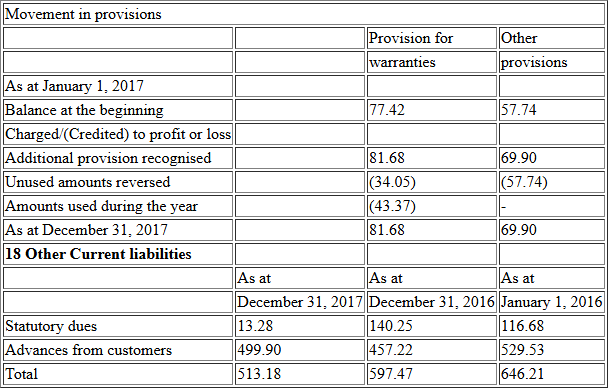 Movement in provisions
Provision for Other
warranties provisions
As at January 1, 2017
Balance at the beginning 77.42 57.74
Charged/(Credited) to profit or loss
Additional provision recognised 81.68 69.90
Unused amounts reversed (34.05) (57.74)
Amounts used during the year (43.37) -
As at December 31, 2017 81.68 69.90
18 Other Current liabilities
As at As at As at
December 31, 2017 December 31, 2016 January 1, 2016
Statutory dues 13.28 140.25 116.68
Advances from customers 499.90 457.22 529.53
Total 513.18 597.47 646.21